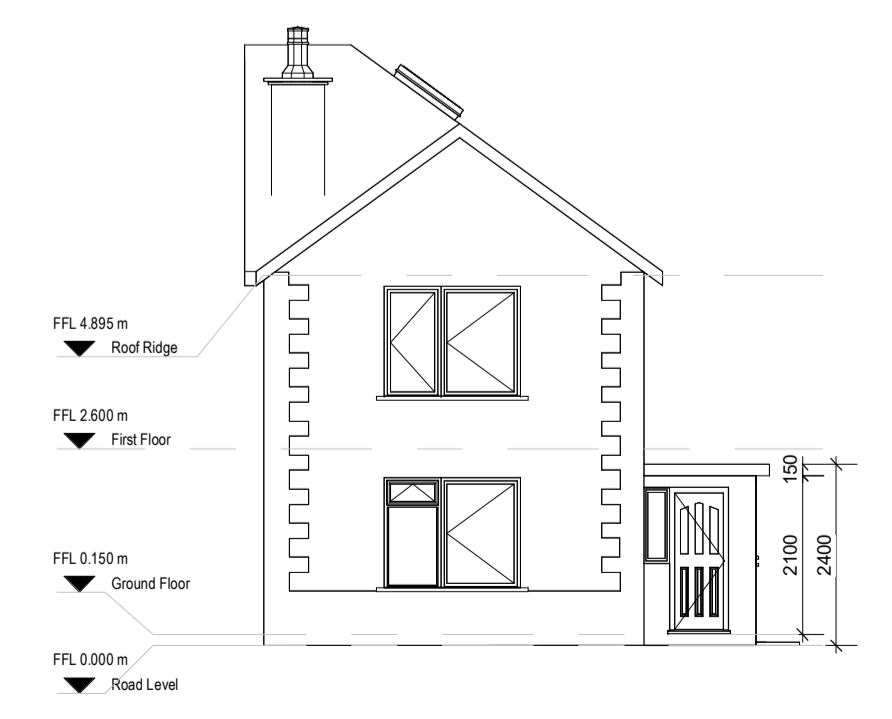 FFL 4.895 m
Roof Ridge
FFL 2.600 m
First Floor
150
FFL 0.150 m
Ground Floor
2100
2400
FFL 0.000 m
Road Level